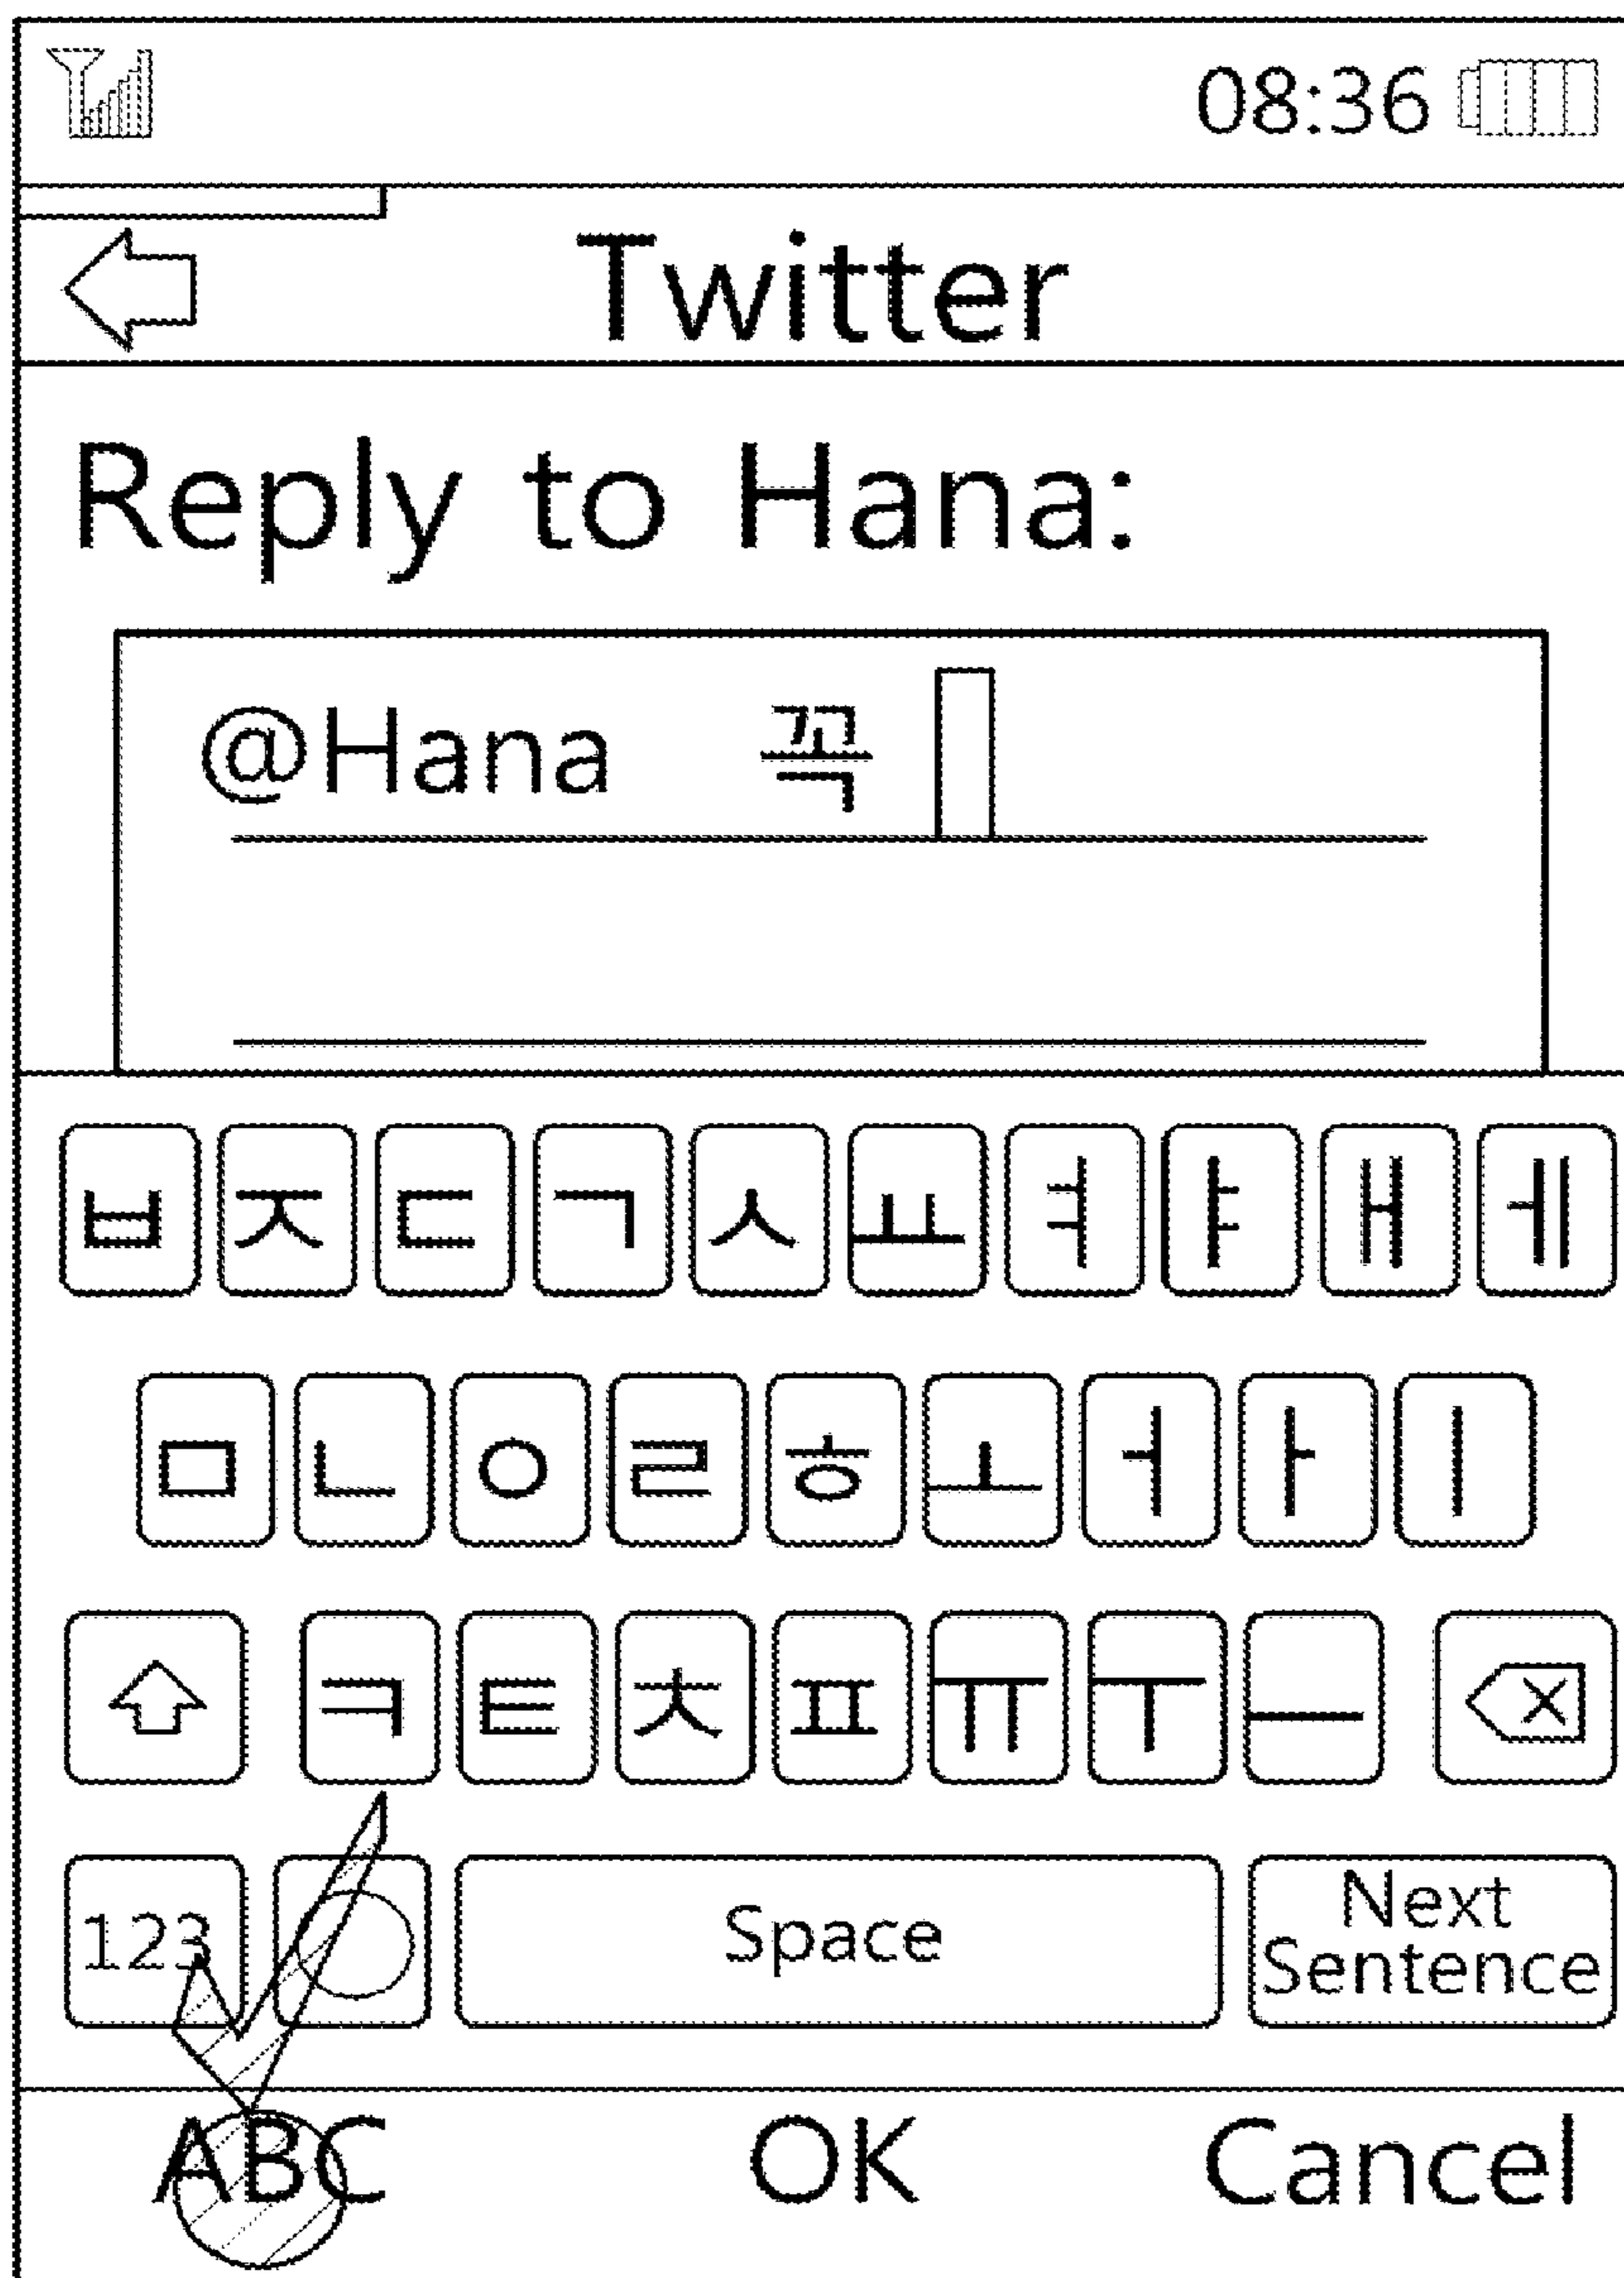 08:36
Twitter
Reply to Hana:
@Hana 꼭
ㅂ ㅈ ㄷ ㄱ ㅅ ㅛ ㅕ ㅑ ㅐ ㅔ
ㅁ ㄴ ㅇ ㄹ ㅎ ㅗ ㅓ ㅏ ㅣ
ㅋ ㅌ ㅊ ㅍ ㅠ ㅜ ㅡ
123 Space Next Sentence
ABC OK Cancel